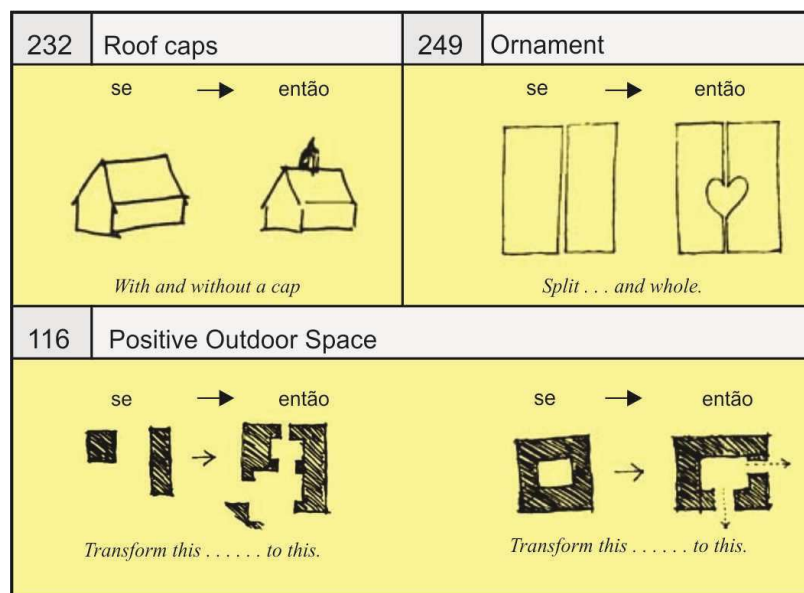 232 Roof caps
249 Ornament
se → então
se → então
With and without a cap
Split . . . and whole.
116 Positive Outdoor Space
se → então
se → então
Transform this . . . . . . to this.
Transform this . . . . . . to this.